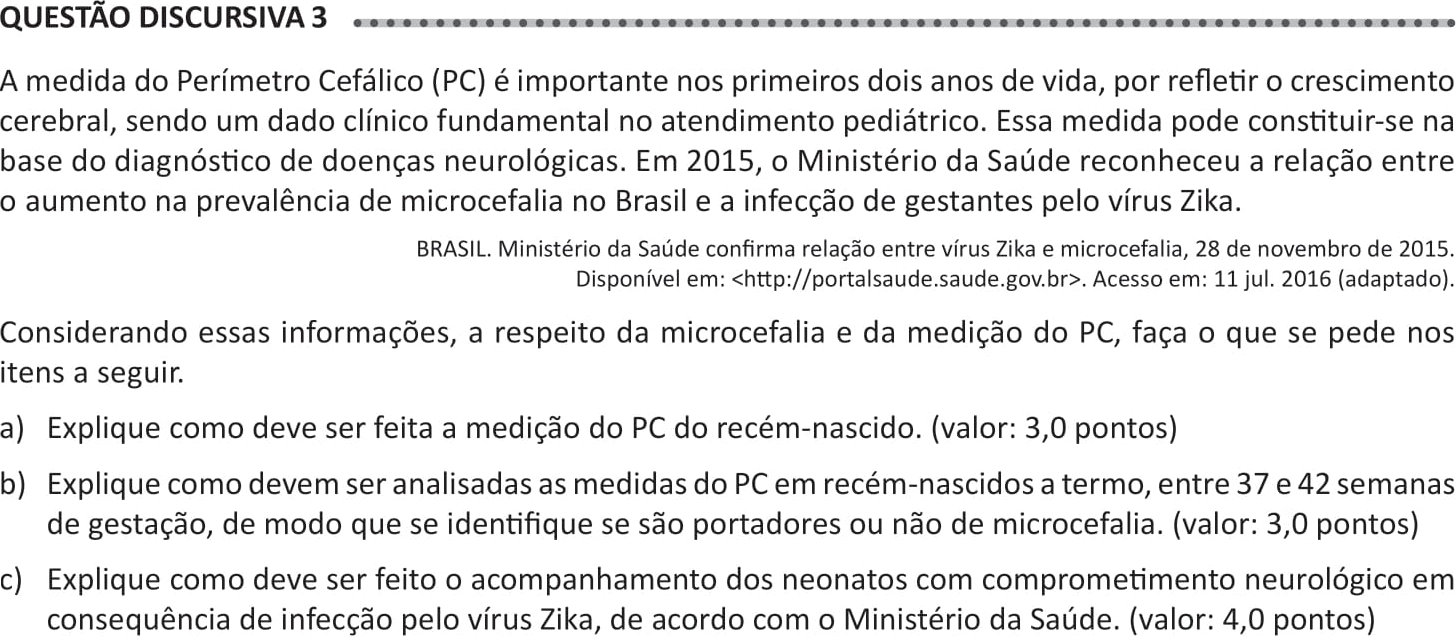 QUESTÃO DISCURSIVA 3
A medida do Perímetro Cefálico (PC) é importante nos primeiros dois anos de vida, por refletir o crescimento
cerebral, sendo um dado clínico fundamental no atendimento pediátrico. Essa medida pode constituir-se na
base do diagnóstico de doenças neurológicas. Em 2015, o Ministério da Saúde reconheceu a relação entre
o aumento na prevalência de microcefalia no Brasil e a infecção de gestantes pelo vírus Zika.
BRASIL. Ministério da Saúde confirma relação entre vírus Zika e microcefalia, 28 de novembro de 2015.
Disponível em: <http://portalsaude.saude.gov.br>. Acesso em: 11 jul. 2016 (adaptado).
Considerando essas informações, a respeito da microcefalia e da medição do PC, faça o que se pede nos
itens a seguir.
a) Explique como deve ser feita a medição do PC do recém-nascido. (valor: 3,0 pontos)
b) Explique como devem ser analisadas as medidas do PC em recém-nascidos a termo, entre 37 e 42 semanas
de gestação, de modo que se identifique se são portadores ou não de microcefalia. (valor: 3,0 pontos)
c) Explique como deve ser feito o acompanhamento dos neonatos com comprometimento neurológico em
consequência de infecção pelo vírus Zika, de acordo com o Ministério da Saúde. (valor: 4,0 pontos)